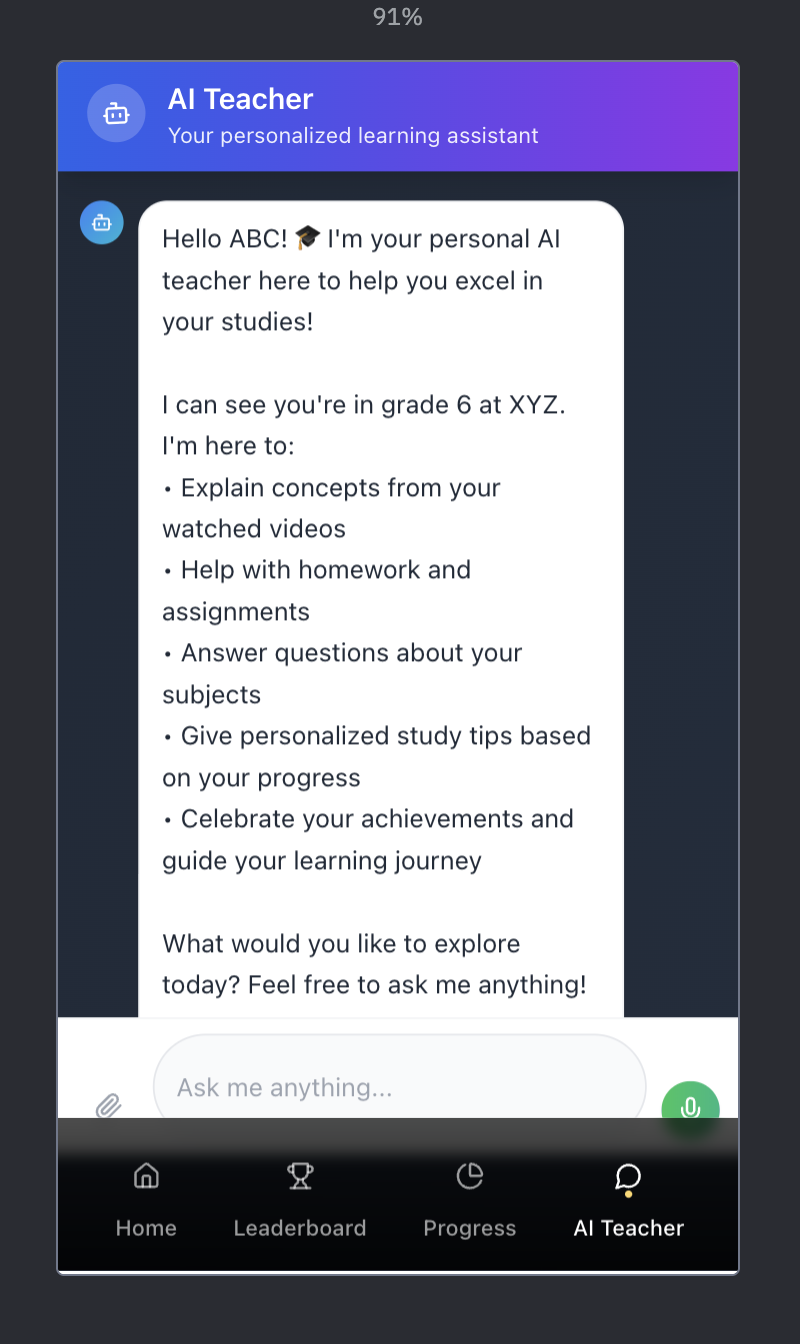 91%
AI Teacher
Your personalized learning assistant
Hello ABC! 🎓 I'm your personal AI
teacher here to help you excel in
your studies!
I can see you're in grade 6 at XYZ.
I'm here to:
• Explain concepts from your
watched videos
• Help with homework and
assignments
• Answer questions about your
subjects
• Give personalized study tips based
on your progress
• Celebrate your achievements and
guide your learning journey
What would you like to explore
today? Feel free to ask me anything!
Ask me anything...
Home Leaderboard Progress AI Teacher